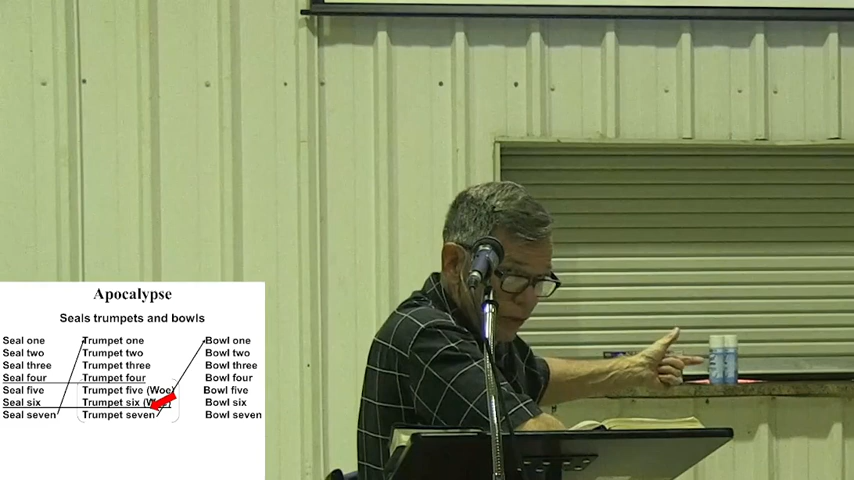 Apocalypse
Seals trumpets and bowls
Seal one Trumpet one Bowl one
Seal two Trumpet two Bowl two
Seal three Trumpet three Bowl three
Seal four Trumpet four Bowl four
Seal five Trumpet five (Woe) Bowl five
Seal six Trumpet six ( Bowl six
Seal seven Trumpet seven Bowl seven